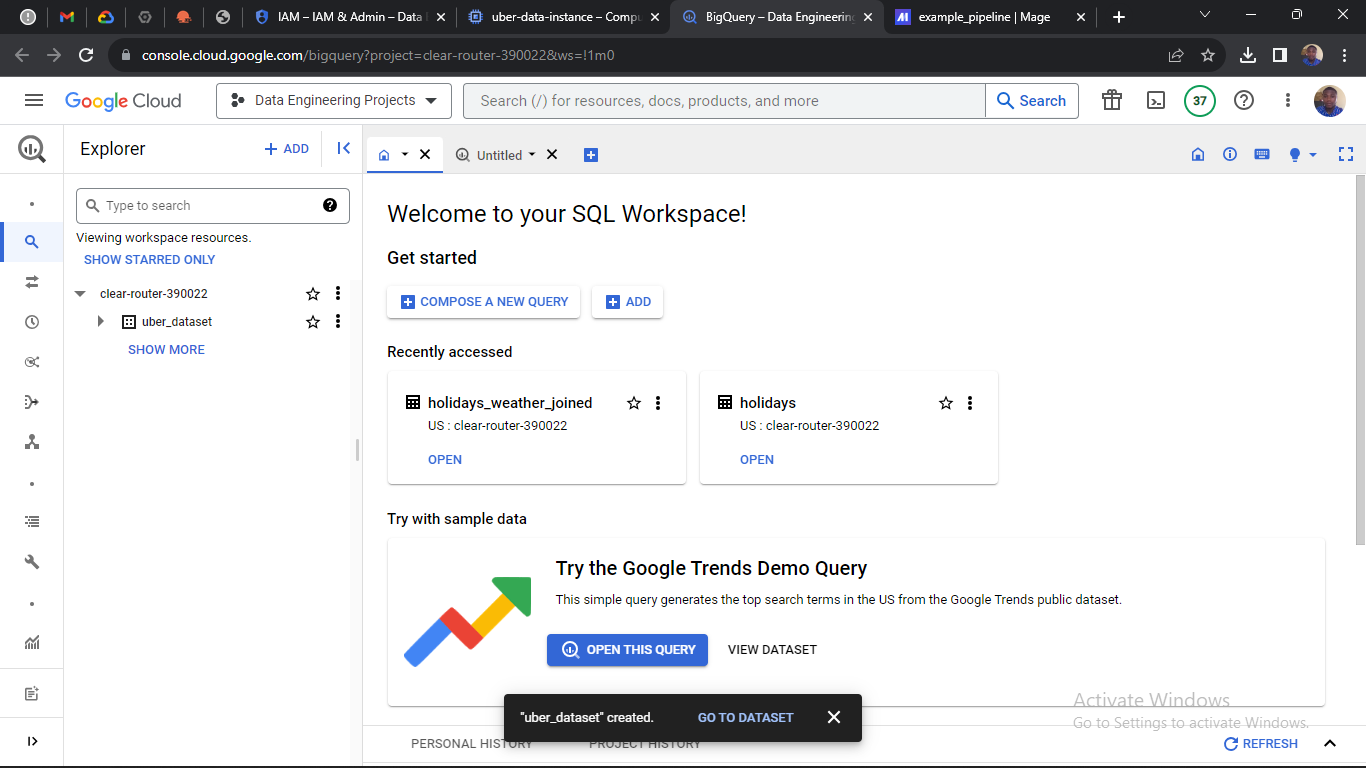 IAM – IAM & Admin – Data
uber-data-instance – Compu
BigQuery – Data Engineering
example_pipeline | Mage
console.cloud.google.com/bigquery?project=clear-router-390022&ws=!1m0
Google Cloud
Data Engineering Projects
Search (/) for resources, docs, products, and more
Search
37
Explorer
ADD
Untitled
Type to search
Viewing workspace resources.
SHOW STARRED ONLY
clear-router-390022
uber_dataset
SHOW MORE
Welcome to your SQL Workspace!
Get started
COMPOSE A NEW QUERY
ADD
Recently accessed
holidays_weather_joined
US : clear-router-390022
OPEN
holidays
US : clear-router-390022
OPEN
Try with sample data
Try the Google Trends Demo Query
This simple query generates the top search terms in the US from the Google Trends public dataset.
OPEN THIS QUERY
VIEW DATASET
"uber_dataset" created.
GO TO DATASET
Activate Windows
Go to Settings to activate Windows.
PERSONAL HISTORY
PROJECT HISTORY
REFRESH